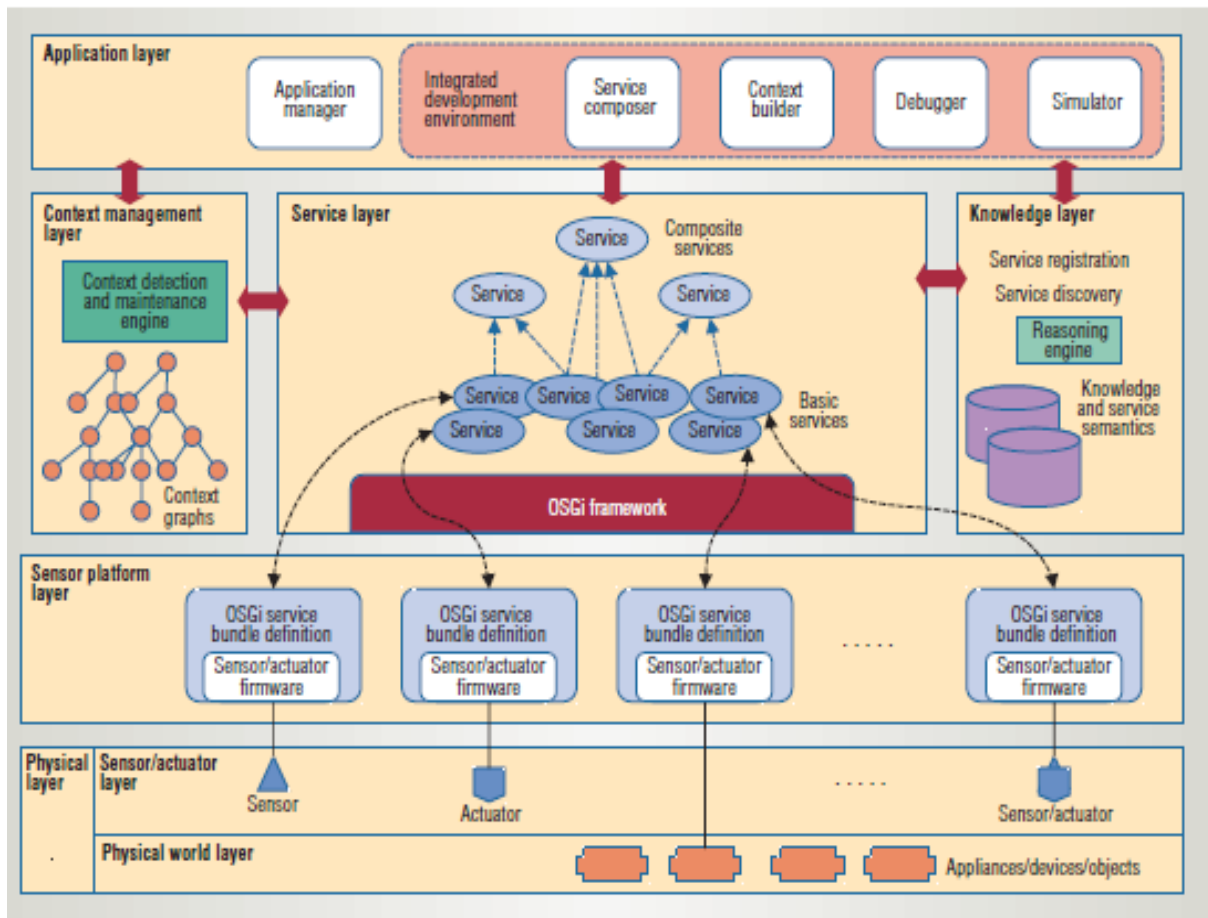 Application layer
Application
manager
Integrated
development
environment
Service
composer
Context
builder
Debugger
Simulator
Context management
layer
Context detection
and maintenance
engine
Context
graphs
Service layer
Service
Composite
services
Service
Service
Service
Service
Service
Service
Service
Service
Service
Basic
services
OSGi framework
Knowledge layer
Service registration
Service discovery
Reasoning
engine
Knowledge
and service
semantics
Sensor platform
layer
OSGi service
bundle definition
Sensor/actuator
firmware
OSGi service
bundle definition
Sensor/actuator
firmware
OSGi service
bundle definition
Sensor/actuator
firmware
. . . . .
OSGi service
bundle definition
Sensor/actuator
firmware
Physical
layer
.
Sensor/actuator
layer
Sensor
Actuator
. . . . .
Sensor/actuator
Physical world layer
Appliances/devices/objects